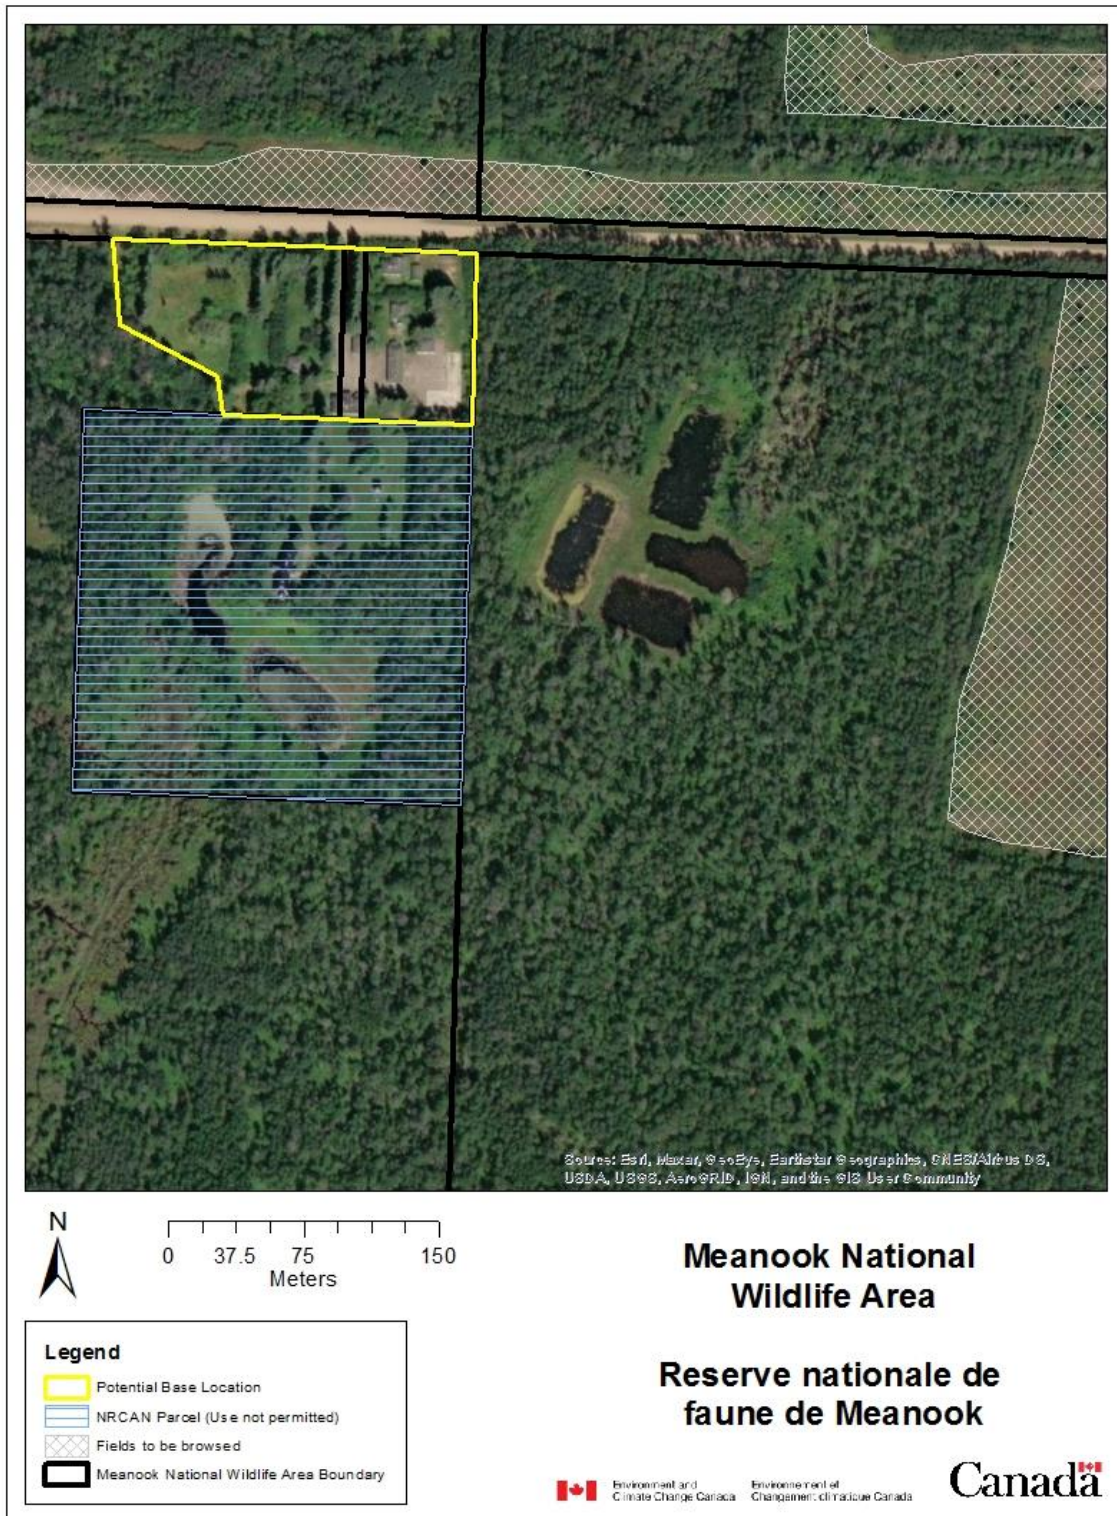 Source: Esri, Maxar, GeoEye, Earthstar Geographics, CNES/Airbus DS,
USDA, USGS, AeroGRID, IGN, and the GIS User Community
N
0 37.5 75 150
Meters
Meanook National
Wildlife Area
Reserve nationale de
faune de Meanook
Legend
Potential Base Location
NRCAN Parcel (Use not permitted)
Fields to be browsed
Meanook National Wildlife Area Boundary
Environment and
Climate Change Canada
Environnement et
Changement climatique Canada
Canada